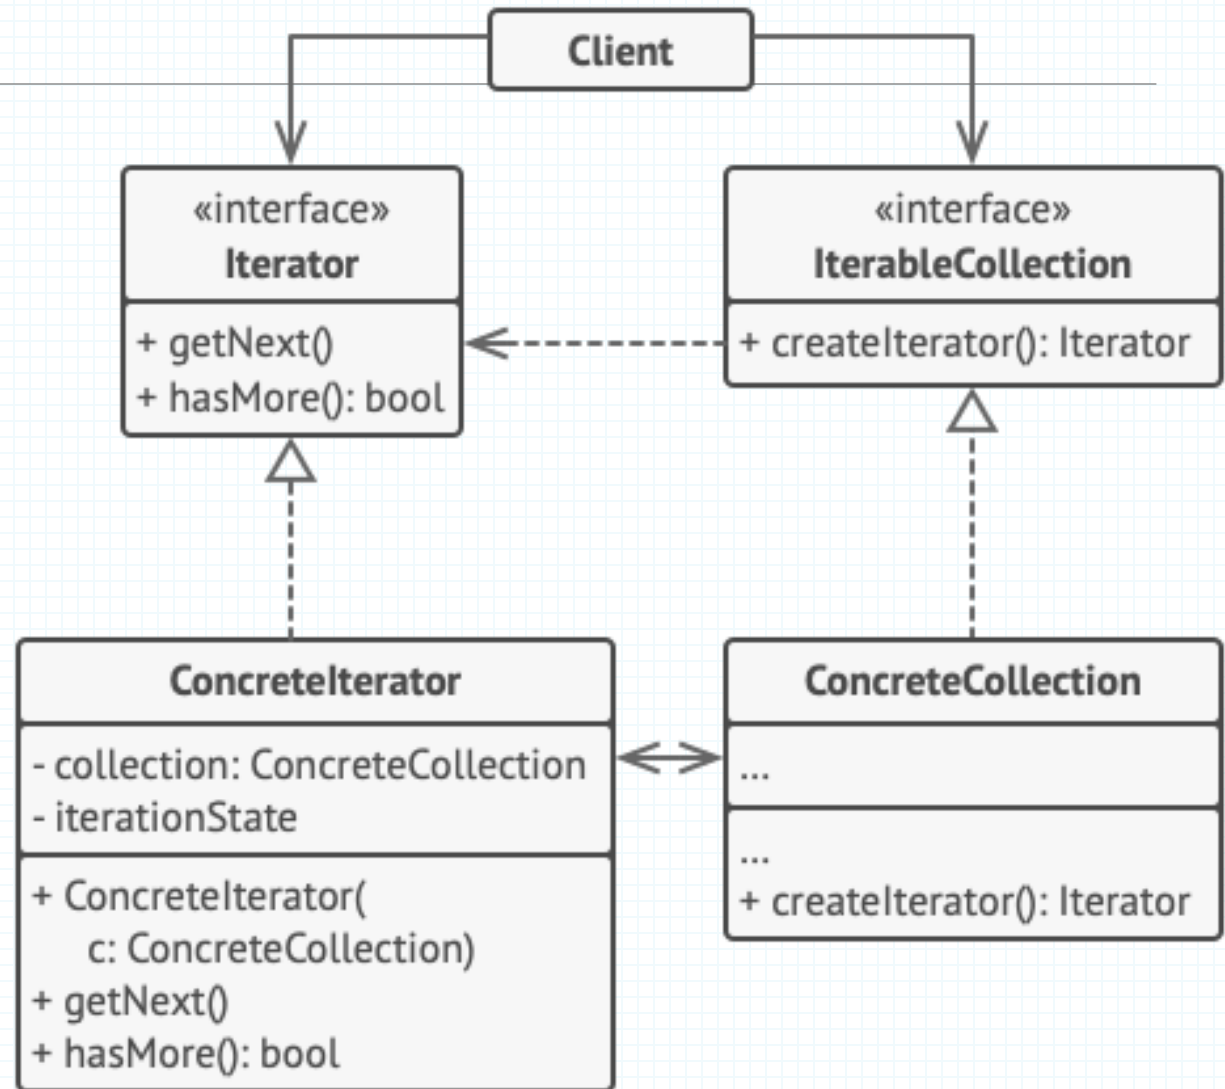 Client
«interface»
Iterator
+ getNext()
+ hasMore(): bool
«interface»
IterableCollection
+ createIterator(): Iterator
ConcreteIterator
- collection: ConcreteCollection
- iterationState
+ ConcreteIterator(
c: ConcreteCollection)
+ getNext()
+ hasMore(): bool
ConcreteCollection
...
...
+ createIterator(): Iterator